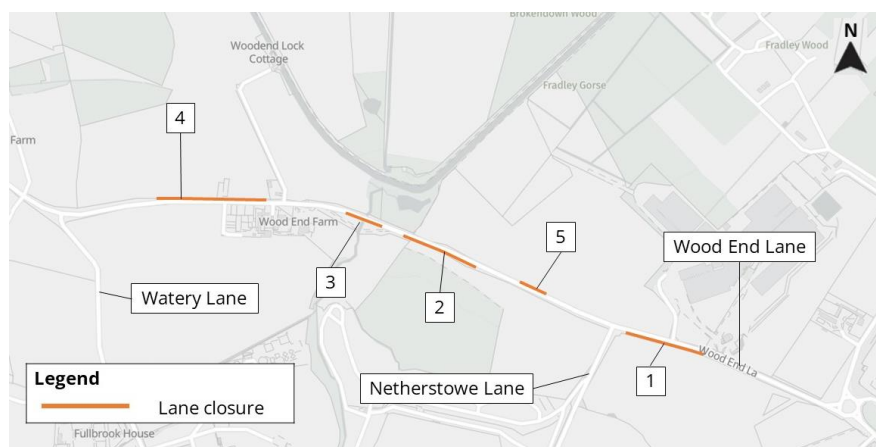 Brokendown Wood
N
Woodend Lock
Cottage
Fradley Wood
Fradley Gorse
4
Farm
Wood End Farm
5
Wood End Lane
3
2
Watery Lane
Wood End La
Legend
Netherstowe Lane
1
Lane closure
Fullbrook House